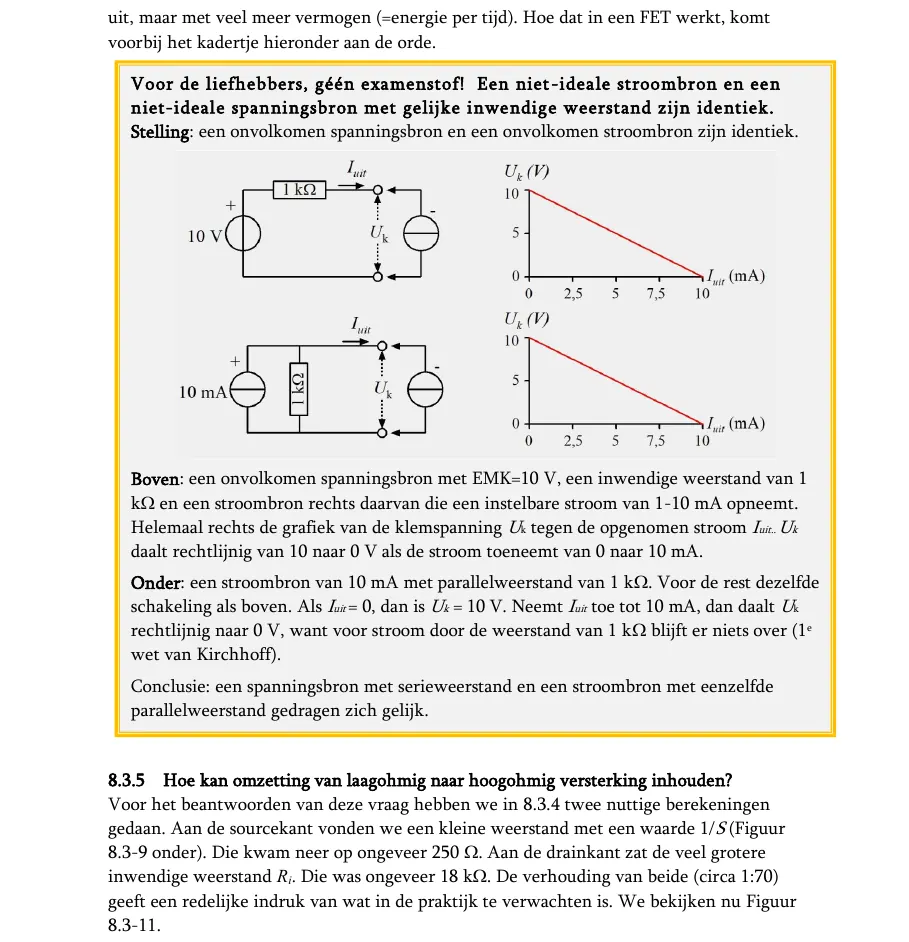 uit, maar met veel meer vermogen (=energie per tijd). Hoe dat in een FET werkt, komt
voorbij het kadertje hieronder aan de orde.
Voor de liefhebbers, géén examenstof! Een niet-ideale stroombron en een
niet-ideale spanningsbron met gelijke inwendige weerstand zijn identiek.
Stelling: een onvolkomen spanningsbron en een onvolkomen stroombron zijn identiek.
Iuit
1 kΩ
+
-
10 V
Uk
Uk (V)
10
5
0
Iuit (mA)
0 2,5 5 7,5 10
Iuit
+
-
10 mA
1 kΩ
Uk
Uk (V)
10
5
0
Iuit (mA)
0 2,5 5 7,5 10
Boven: een onvolkomen spanningsbron met EMK=10 V, een inwendige weerstand van 1
kΩ en een stroombron rechts daarvan die een instelbare stroom van 1-10 mA opneemt.
Helemaal rechts de grafiek van de klemspanning Uk tegen de opgenomen stroom Iuit.. Uk
daalt rechtlijnig van 10 naar 0 V als de stroom toeneemt van 0 naar 10 mA.
Onder: een stroombron van 10 mA met parallelweerstand van 1 kΩ. Voor de rest dezelfde
schakeling als boven. Als Iuit = 0, dan is Uk = 10 V. Neemt Iuit toe tot 10 mA, dan daalt Uk
rechtlijnig naar 0 V, want voor stroom door de weerstand van 1 kΩ blijft er niets over (1e
wet van Kirchhoff).
Conclusie: een spanningsbron met serieweerstand en een stroombron met eenzelfde
parallelweerstand gedragen zich gelijk.
8.3.5 Hoe kan omzetting van laagohmig naar hoogohmig versterking inhouden?
Voor het beantwoorden van deze vraag hebben we in 8.3.4 twee nuttige berekeningen
gedaan. Aan de sourcekant vonden we een kleine weerstand met een waarde 1/S (Figuur
8.3-9 onder). Die kwam neer op ongeveer 250 Ω. Aan de drainkant zat de veel grotere
inwendige weerstand Ri. Die was ongeveer 18 kΩ. De verhouding van beide (circa 1:70)
geeft een redelijke indruk van wat in de praktijk te verwachten is. We bekijken nu Figuur
8.3-11.